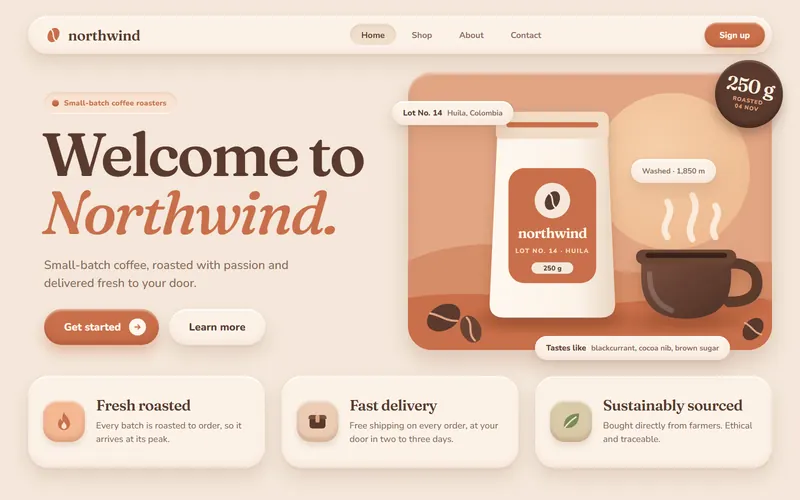 northwind
Home
Shop
About
Contact
Sign up
Small-batch coffee roasters
Welcome to
Northwind.
Small-batch coffee, roasted with passion and
delivered fresh to your door.
Get started
Learn more
250 g
ROASTED
04 NOV
Lot No. 14 Huila, Colombia
Washed · 1,850 m
northwind
LOT NO. 14 · HUILA
250 g
Tastes like blackcurrant, cocoa nib, brown sugar
Fresh roasted
Every batch is roasted to order, so it
arrives at its peak.
Fast delivery
Free shipping on every order, at your
door in two to three days.
Sustainably sourced
Bought directly from farmers. Ethical
and traceable.